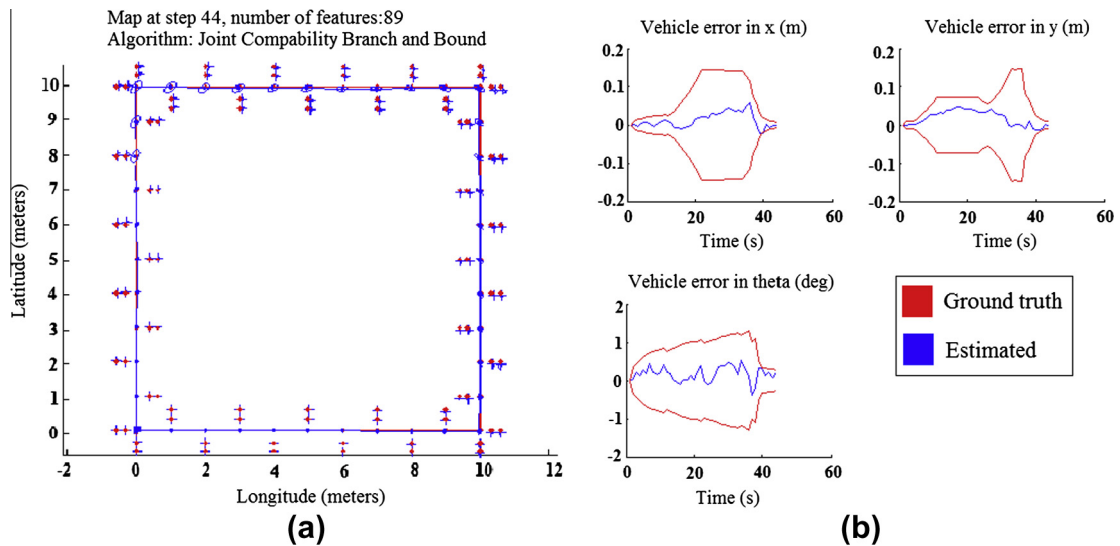 Map at step 44, number of features:89
Algorithm: Joint Compability Branch and Bound
Latitude (meters)
10
9
8
7
6
5
4
3
2
1
0
-2 0 2 4 6 8 10 12
Longitude (meters)
(a)
Vehicle error in x (m)
0.2
0.1
0
-0.1
-0.2
0 20 40 60
Time (s)
Vehicle error in y (m)
0.2
0.1
0
-0.1
-0.2
0 20 40 60
Time (s)
Vehicle error in theta (deg)
2
1
0
-1
-2
0 20 40 60
Time (s)
Ground truth
Estimated
(b)